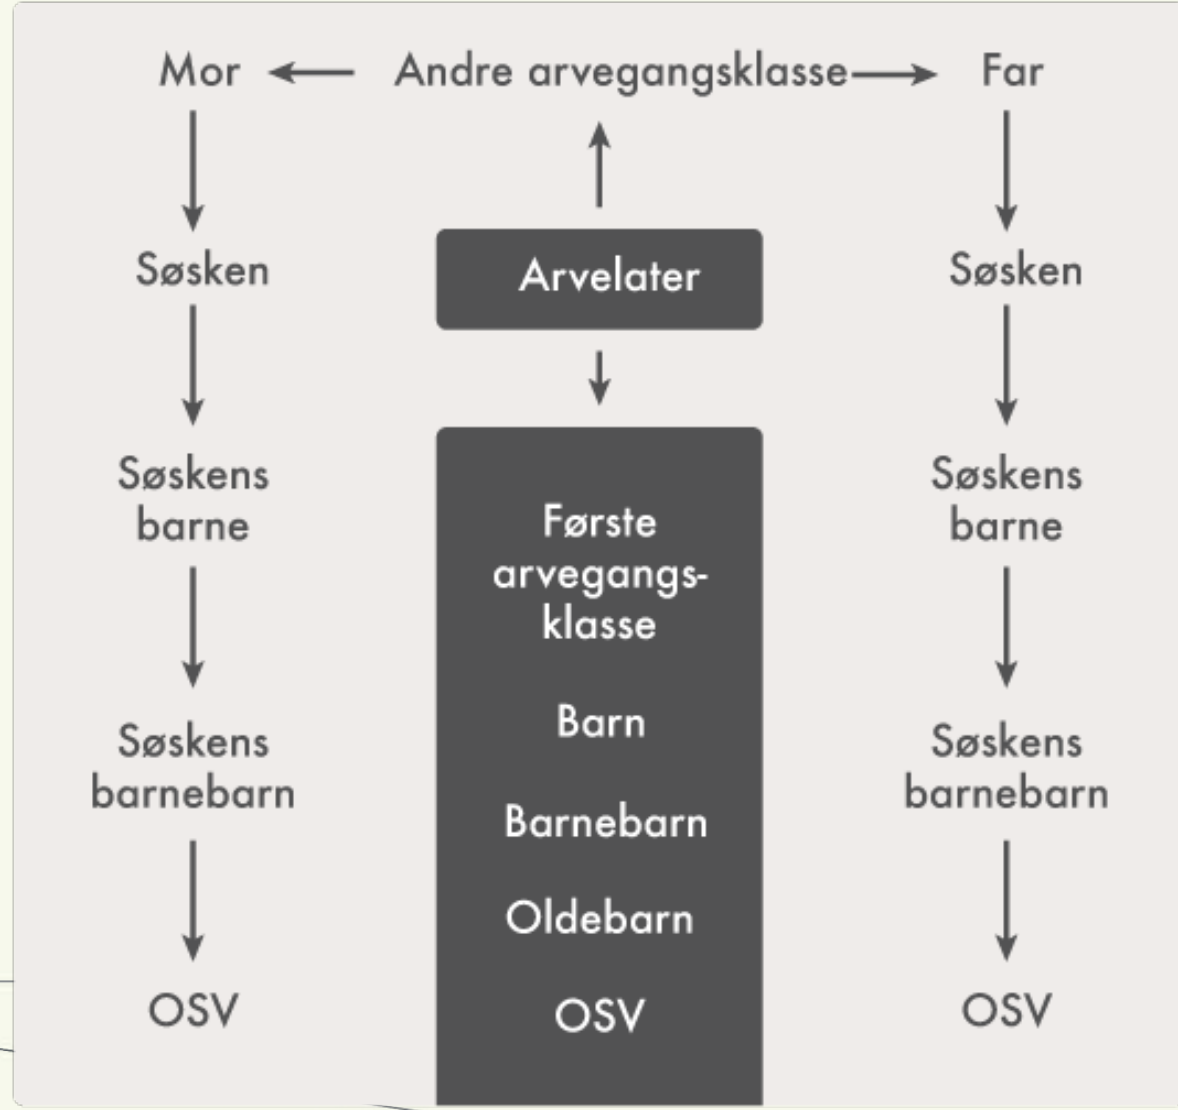 Mor
Andre arvegangsklasse
Far
Arvelater
Søsken
Søsken
Søskens
barne
Søskens
barne
Første
arvegangs-
klasse
Barn
Barnebarn
Oldebarn
OSV
Søskens
barnebarn
Søskens
barnebarn
OSV
OSV